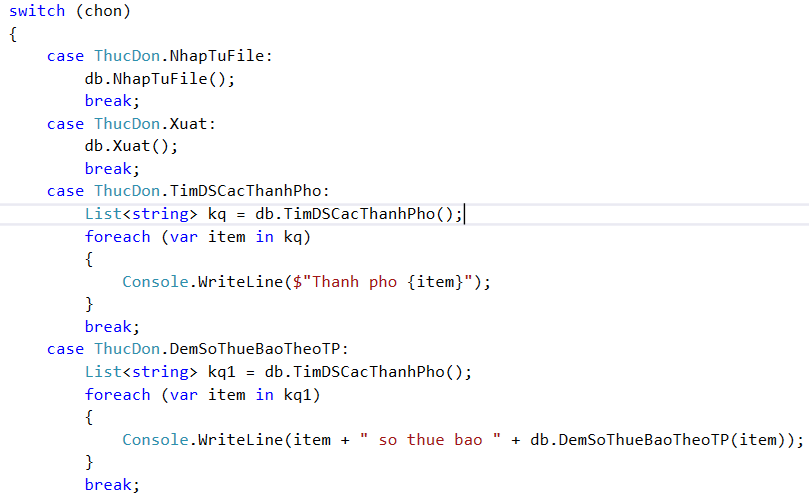 switch (chon)
{
    case ThucDon.NhapTuFile:
        db.NhapTuFile();
        break;
    case ThucDon.Xuat:
        db.Xuat();
        break;
    case ThucDon.TimDSCacThanhPho:
        List<string> kq = db.TimDSCacThanhPho();
        foreach (var item in kq)
        {
            Console.WriteLine($"Thanh pho {item}");
        }
        break;
    case ThucDon.DemSoThueBaoTheoTP:
        List<string> kq1 = db.TimDSCacThanhPho();
        foreach (var item in kq1)
        {
            Console.WriteLine(item + " so thue bao " + db.DemSoThueBaoTheoTP(item));
        }
        break;